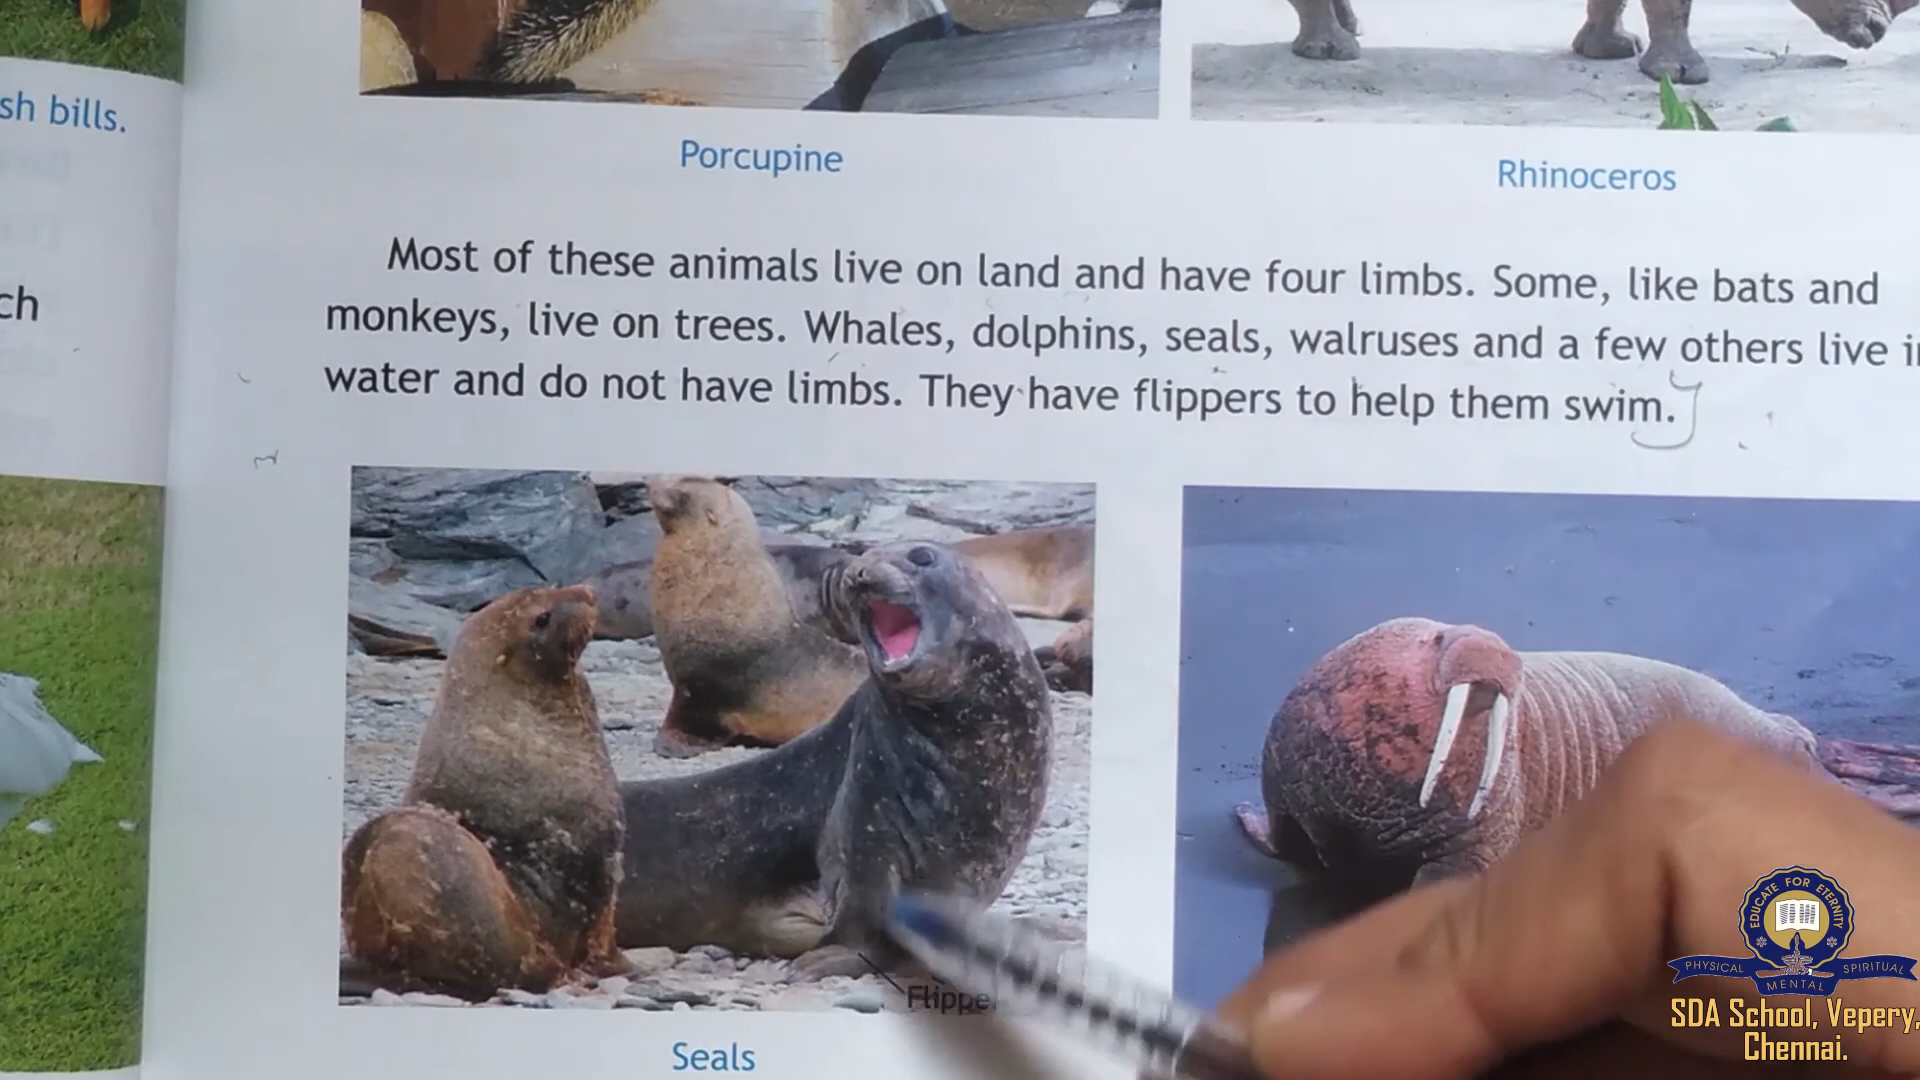 sh bills.
ch
Porcupine
Rhinoceros
Most of these animals live on land and have four limbs. Some, like bats and
monkeys, live on trees. Whales, dolphins, seals, walruses and a few others live in
water and do not have limbs. They have flippers to help them swim.
Flippe
Seals
EDUCATE FOR ETERNITY
PHYSICAL
MENTAL
SPIRITUAL
SDA School, Vepery,
Chennai.